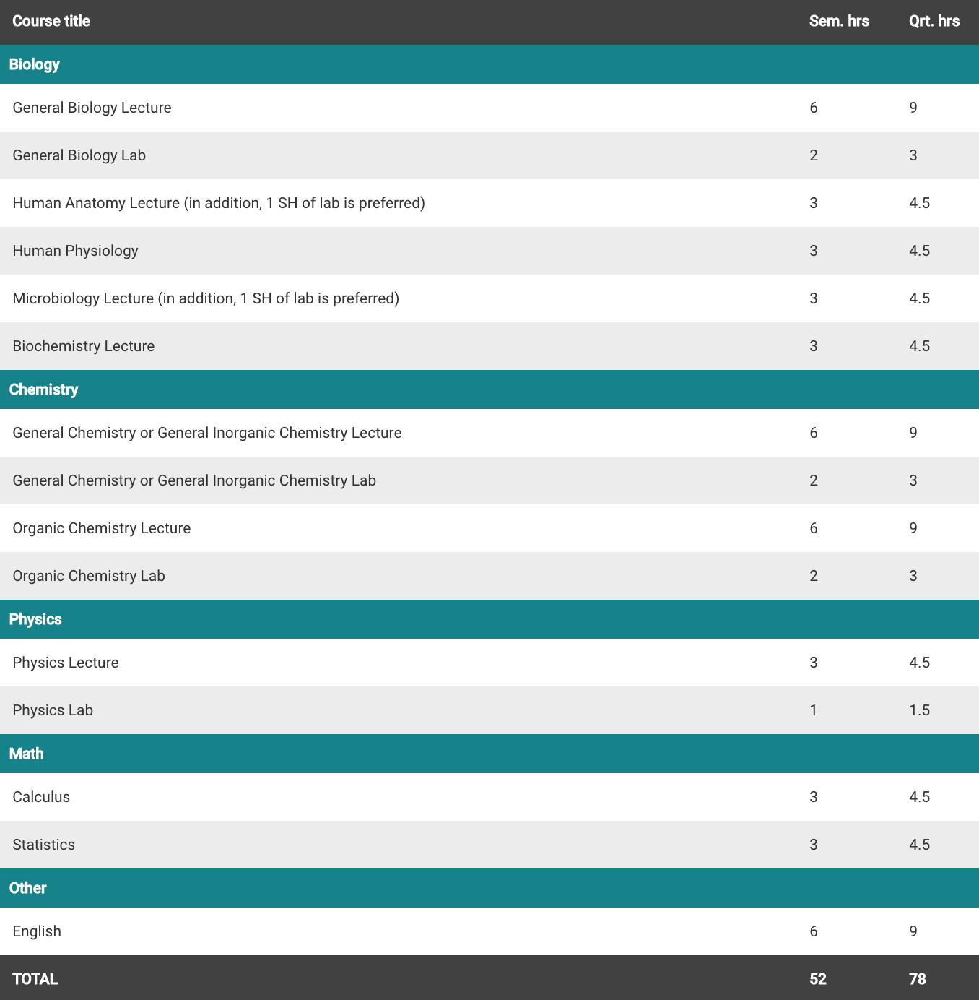 Course title Sem. hrs Qrt. hrs
Biology
General Biology Lecture 6 9
General Biology Lab 2 3
Human Anatomy Lecture (in addition, 1 SH of lab is preferred) 3 4.5
Human Physiology 3 4.5
Microbiology Lecture (in addition, 1 SH of lab is preferred) 3 4.5
Biochemistry Lecture 3 4.5
Chemistry
General Chemistry or General Inorganic Chemistry Lecture 6 9
General Chemistry or General Inorganic Chemistry Lab 2 3
Organic Chemistry Lecture 6 9
Organic Chemistry Lab 2 3
Physics
Physics Lecture 3 4.5
Physics Lab 1 1.5
Math
Calculus 3 4.5
Statistics 3 4.5
Other
English 6 9
TOTAL 52 78